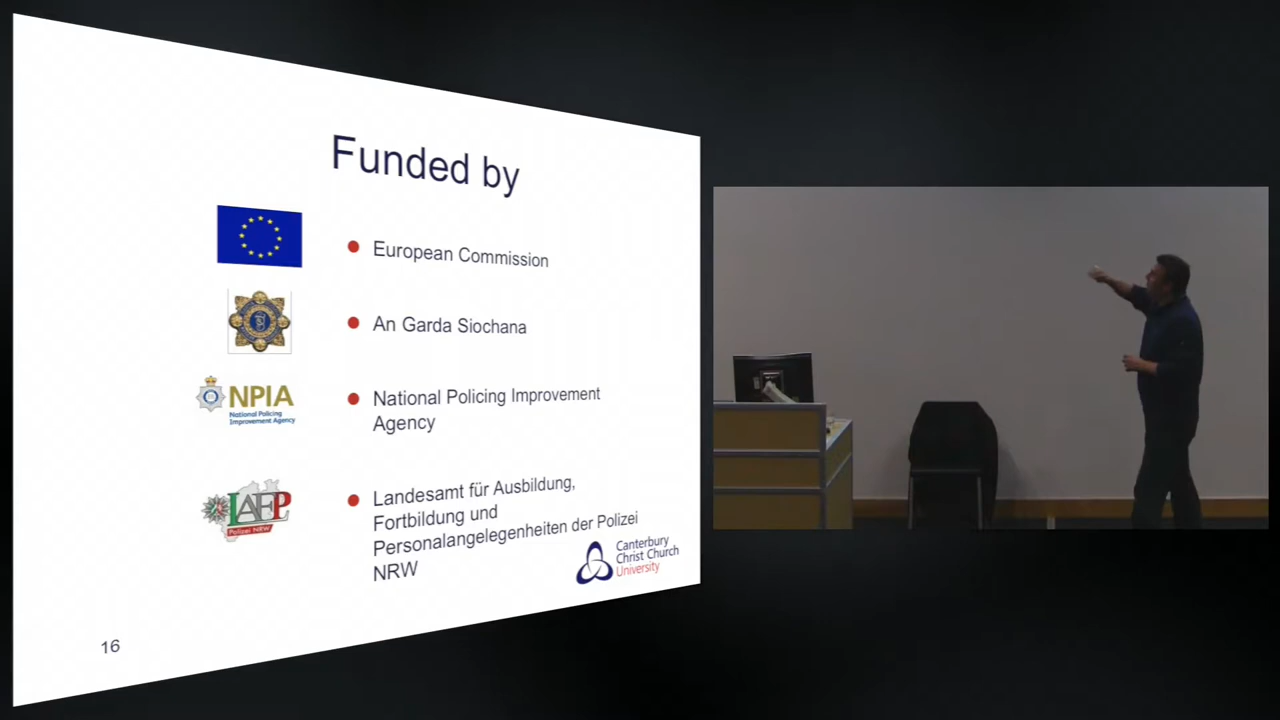 Funded by
European Commission
An Garda Siochana
NPIA
National Policing
Improvement Agency
National Policing Improvement
Agency
LAFP
Polizei NRW
Landesamt für Ausbildung,
Fortbildung und
Personalangelegenheiten der Polizei
NRW
Canterbury
Christ Church
University
16